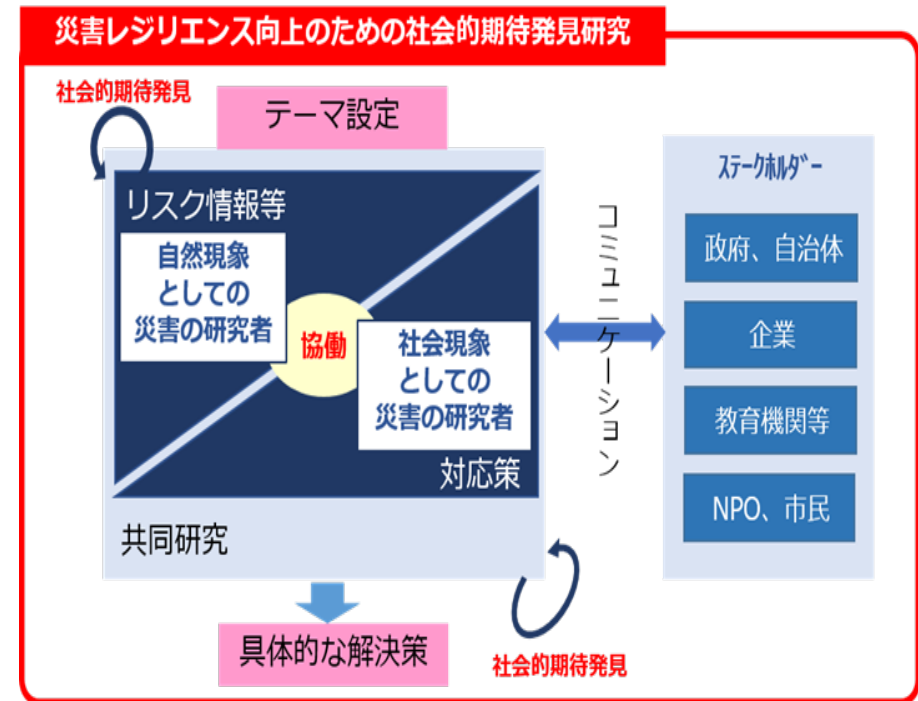 災害レジリエンス向上のための社会的期待発見研究
社会的期待発見
テーマ設定
リスク情報等
自然現象
としての
災害の研究者
協働
社会現象
としての
災害の研究者
対応策
共同研究
具体的な解決策
社会的期待発見
コミュニケーション
ｽﾃｰｸﾎﾙﾀﾞｰ
政府、自治体
企業
教育機関等
NPO、市民